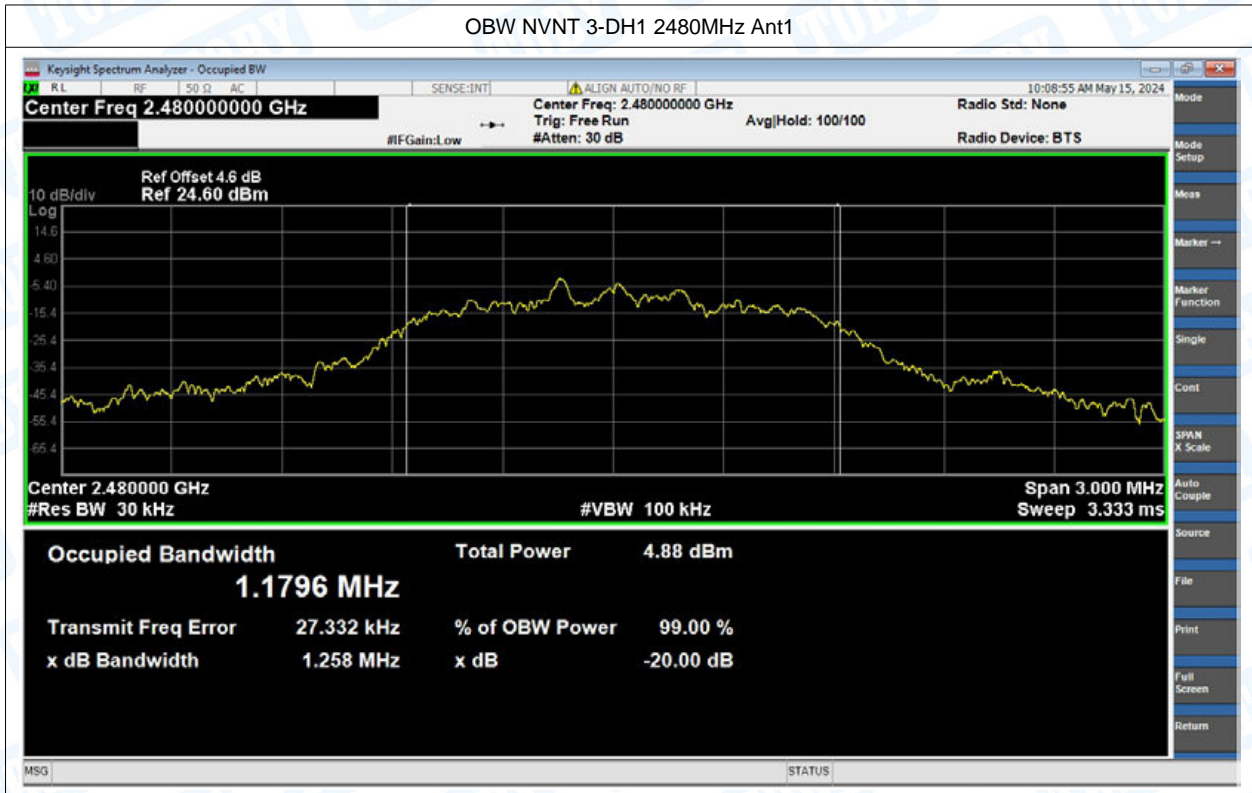 OBW NVNT 3-DH1 2480MHz Ant1
Keysight Spectrum Analyzer - Occupied BW
LXI RL RF 50 Ω AC SENSE:INT ALIGN AUTO/NO RF 10:08:55 AM May 15, 2024
Center Freq 2.480000000 GHz
Center Freq: 2.480000000 GHz Radio Std: None
Trig: Free Run Avg|Hold: 100/100
#IFGain:Low #Atten: 30 dB Radio Device: BTS
Ref Offset 4.6 dB
10 dB/div Ref 24.60 dBm
Log
14.6
4.60
-5.40
-15.4
-25.4
-35.4
-45.4
-55.4
-65.4
Center 2.480000 GHz Span 3.000 MHz
#Res BW 30 kHz #VBW 100 kHz Sweep 3.333 ms
Occupied Bandwidth Total Power 4.88 dBm
1.1796 MHz
Transmit Freq Error 27.332 kHz % of OBW Power 99.00 %
x dB Bandwidth 1.258 MHz x dB -20.00 dB
Mode
Mode
Setup
Meas
Marker →
Marker
Function
Single
Cont
SPAN
X Scale
Auto
Couple
Source
File
Print
Full
Screen
Return
MSG STATUS
TOBY